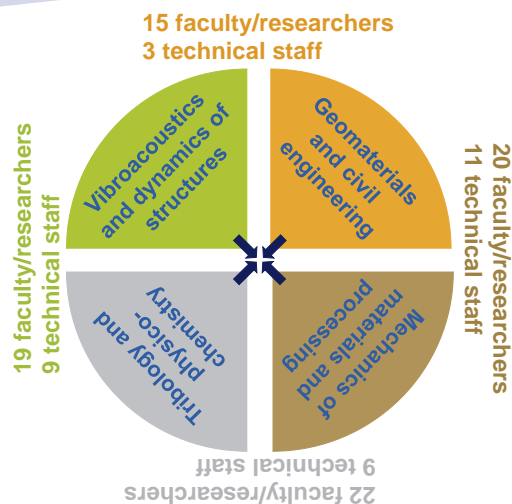 15 faculty/researchers
3 technical staff
Vibroacoustics
and dynamics of
structures
Geomaterials
and civil
engineering
19 faculty/researchers
9 technical staff
20 faculty/researchers
11 technical staff
Tribology and
physico-
chemistry
Mechanics of
materials and
processing
22 faculty/researchers
9 technical staff